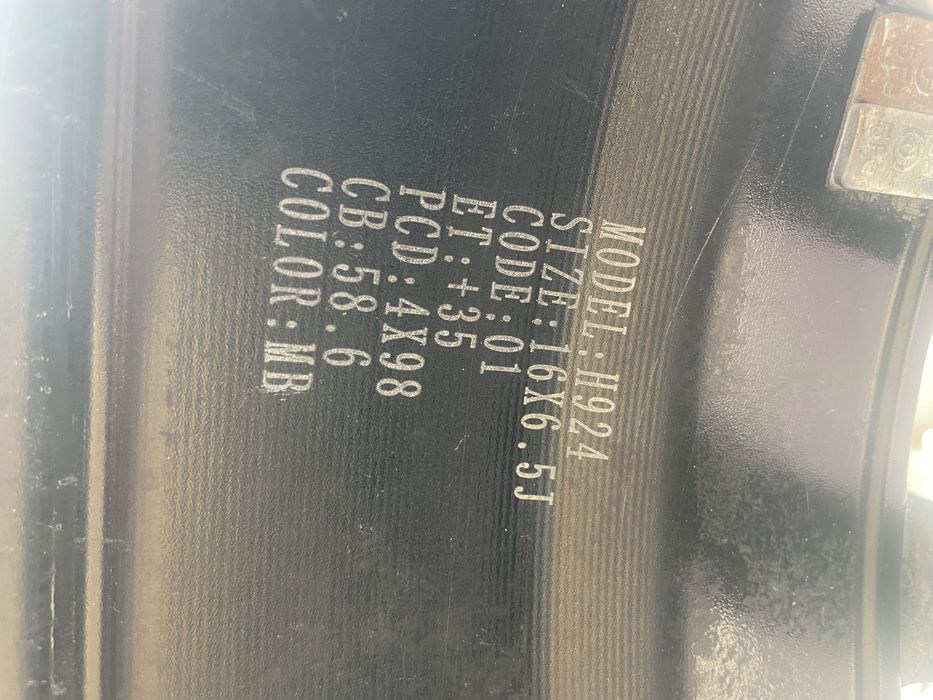 MODEL:H924
SIZE:16X6.5J
CODE:01
ET:+35
PCD:4X98
CB:58.6
COLOR:MB